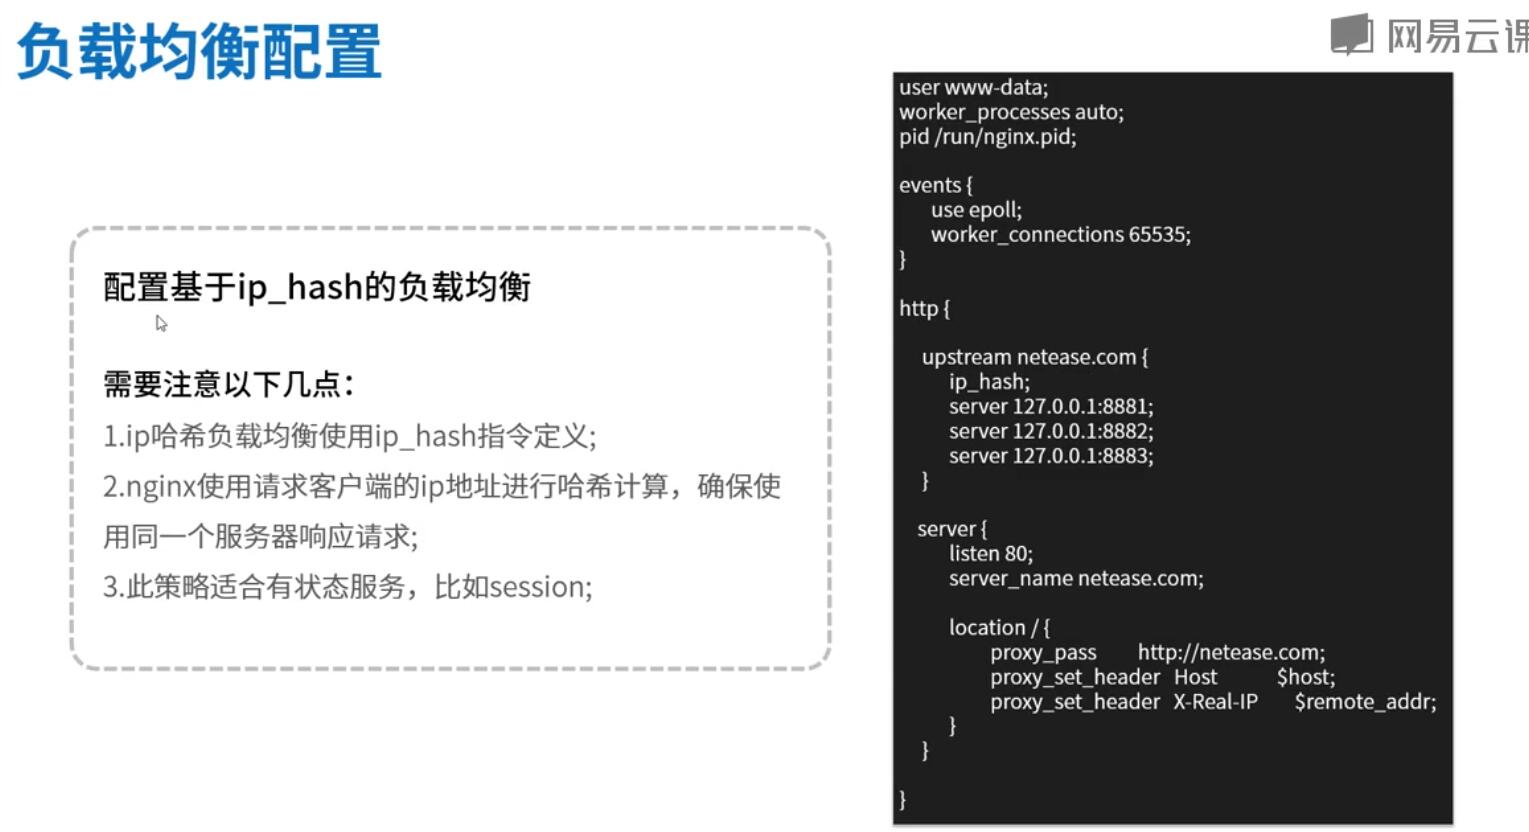 负载均衡配置
网易云课
配置基于ip_hash的负载均衡
需要注意以下几点：
1.ip哈希负载均衡使用ip_hash指令定义;
2.nginx使用请求客户端的ip地址进行哈希计算，确保使
用同一个服务器响应请求;
3.此策略适合有状态服务，比如session;
user www-data;
worker_processes auto;
pid /run/nginx.pid;
events {
use epoll;
worker_connections 65535;
}
http {
upstream netease.com {
ip_hash;
server 127.0.0.1:8881;
server 127.0.0.1:8882;
server 127.0.0.1:8883;
}
server {
listen 80;
server_name netease.com;
location / {
proxy_pass http://netease.com;
proxy_set_header Host $host;
proxy_set_header X-Real-IP $remote_addr;
}
}
}